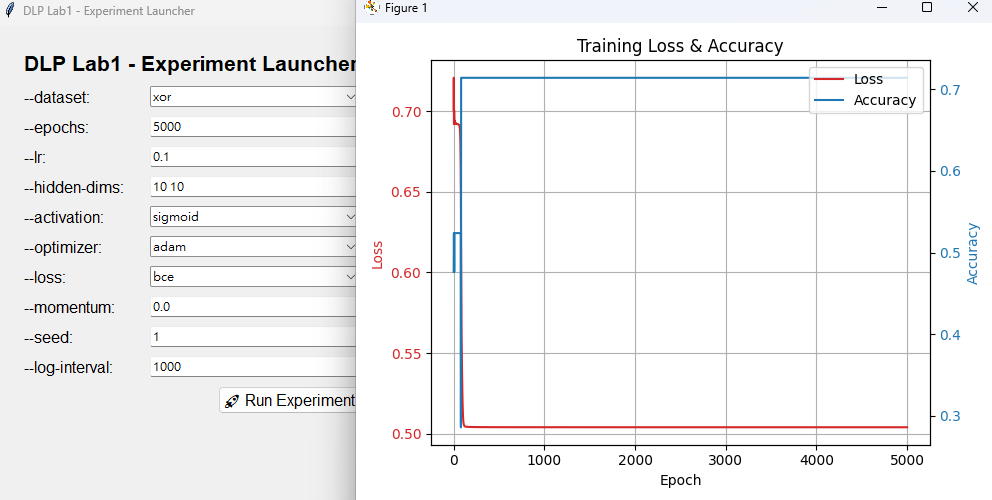 DLP Lab1 - Experiment Launcher
DLP Lab1 - Experiment Launcher
--dataset: xor
--epochs: 5000
--lr: 0.1
--hidden-dims: 10 10
--activation: sigmoid
--optimizer: adam
--loss: bce
--momentum: 0.0
--seed: 1
--log-interval: 1000
Run Experiment
Figure 1
Training Loss & Accuracy
Loss
Accuracy
0.70
0.65
0.60
0.55
0.50
Loss
0.7
0.6
0.5
0.4
0.3
Accuracy
0 1000 2000 3000 4000 5000
Epoch